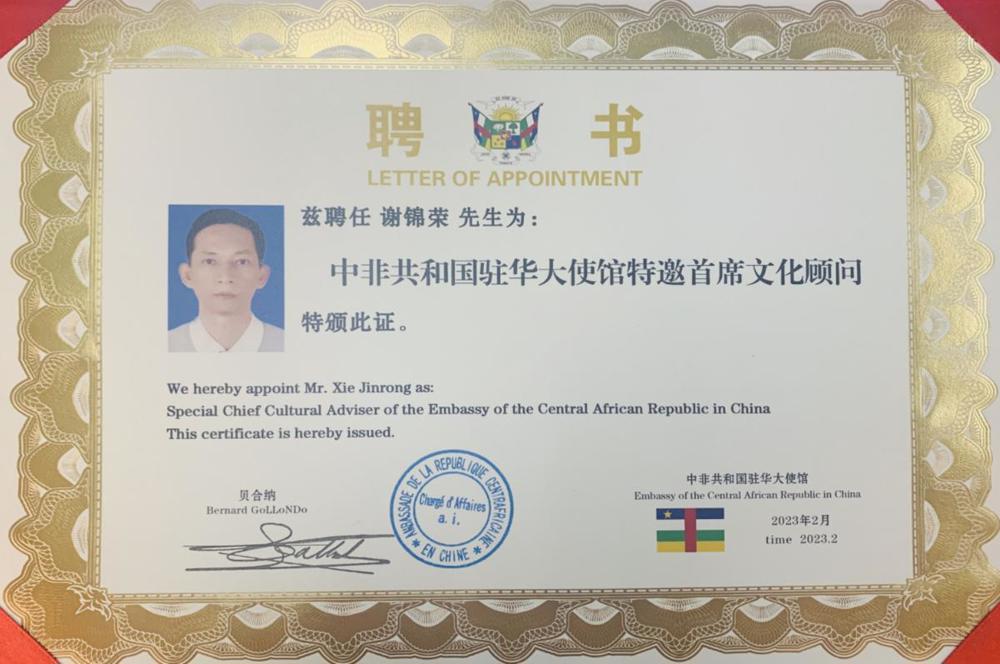 聘 书
LETTER OF APPOINTMENT
兹聘任 谢锦荣 先生为：
中非共和国驻华大使馆特邀首席文化顾问
特颁此证。
We hereby appoint Mr. Xie Jinrong as:
Special Chief Cultural Adviser of the Embassy of the Central African Republic in China
This certificate is hereby issued.
贝合纳
Bernard GoLLoNDo
AMBASSADE DE LA REPUBLIQUE CENTRAFRICAINE
Chargé d'Affaires
a. i.
★ EN CHINE ★
中非共和国驻华大使馆
Embassy of the Central African Republic in China
2023年2月
time 2023.2